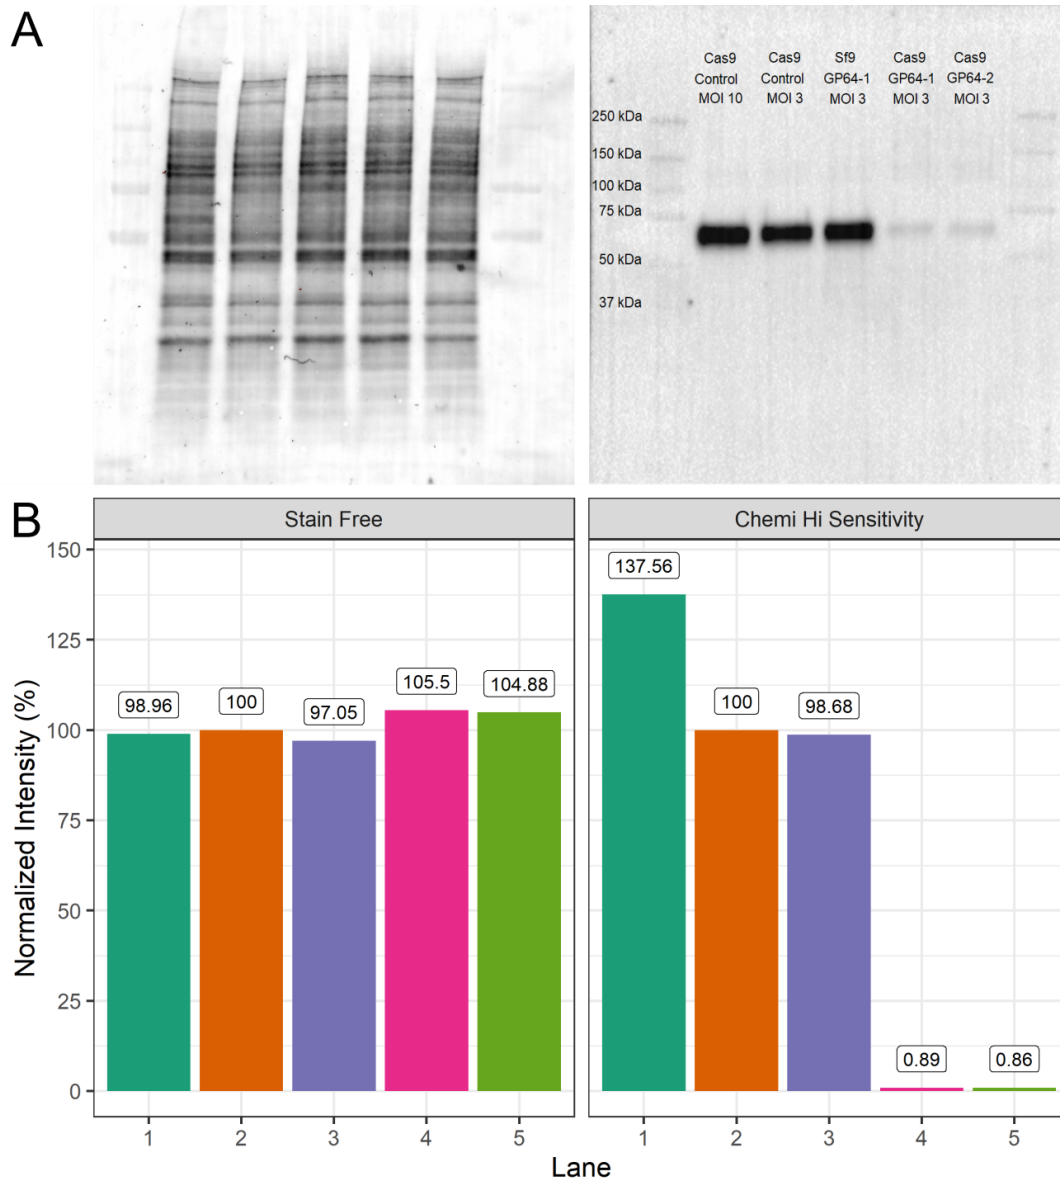 A
Cas9 Cas9 Sf9 Cas9 Cas9
Control Control GP64-1 GP64-1 GP64-2
MOI 10 MOI 3 MOI 3 MOI 3 MOI 3
250 kDa
150 kDa
100 kDa
75 kDa
50 kDa
37 kDa
B
Stain Free
Chemi Hi Sensitivity
Normalized Intensity (%)
150
125
100
75
50
25
0
98.96 100 97.05 105.5 104.88
137.56 100 98.68 0.89 0.86
1 2 3 4 5
1 2 3 4 5
Lane